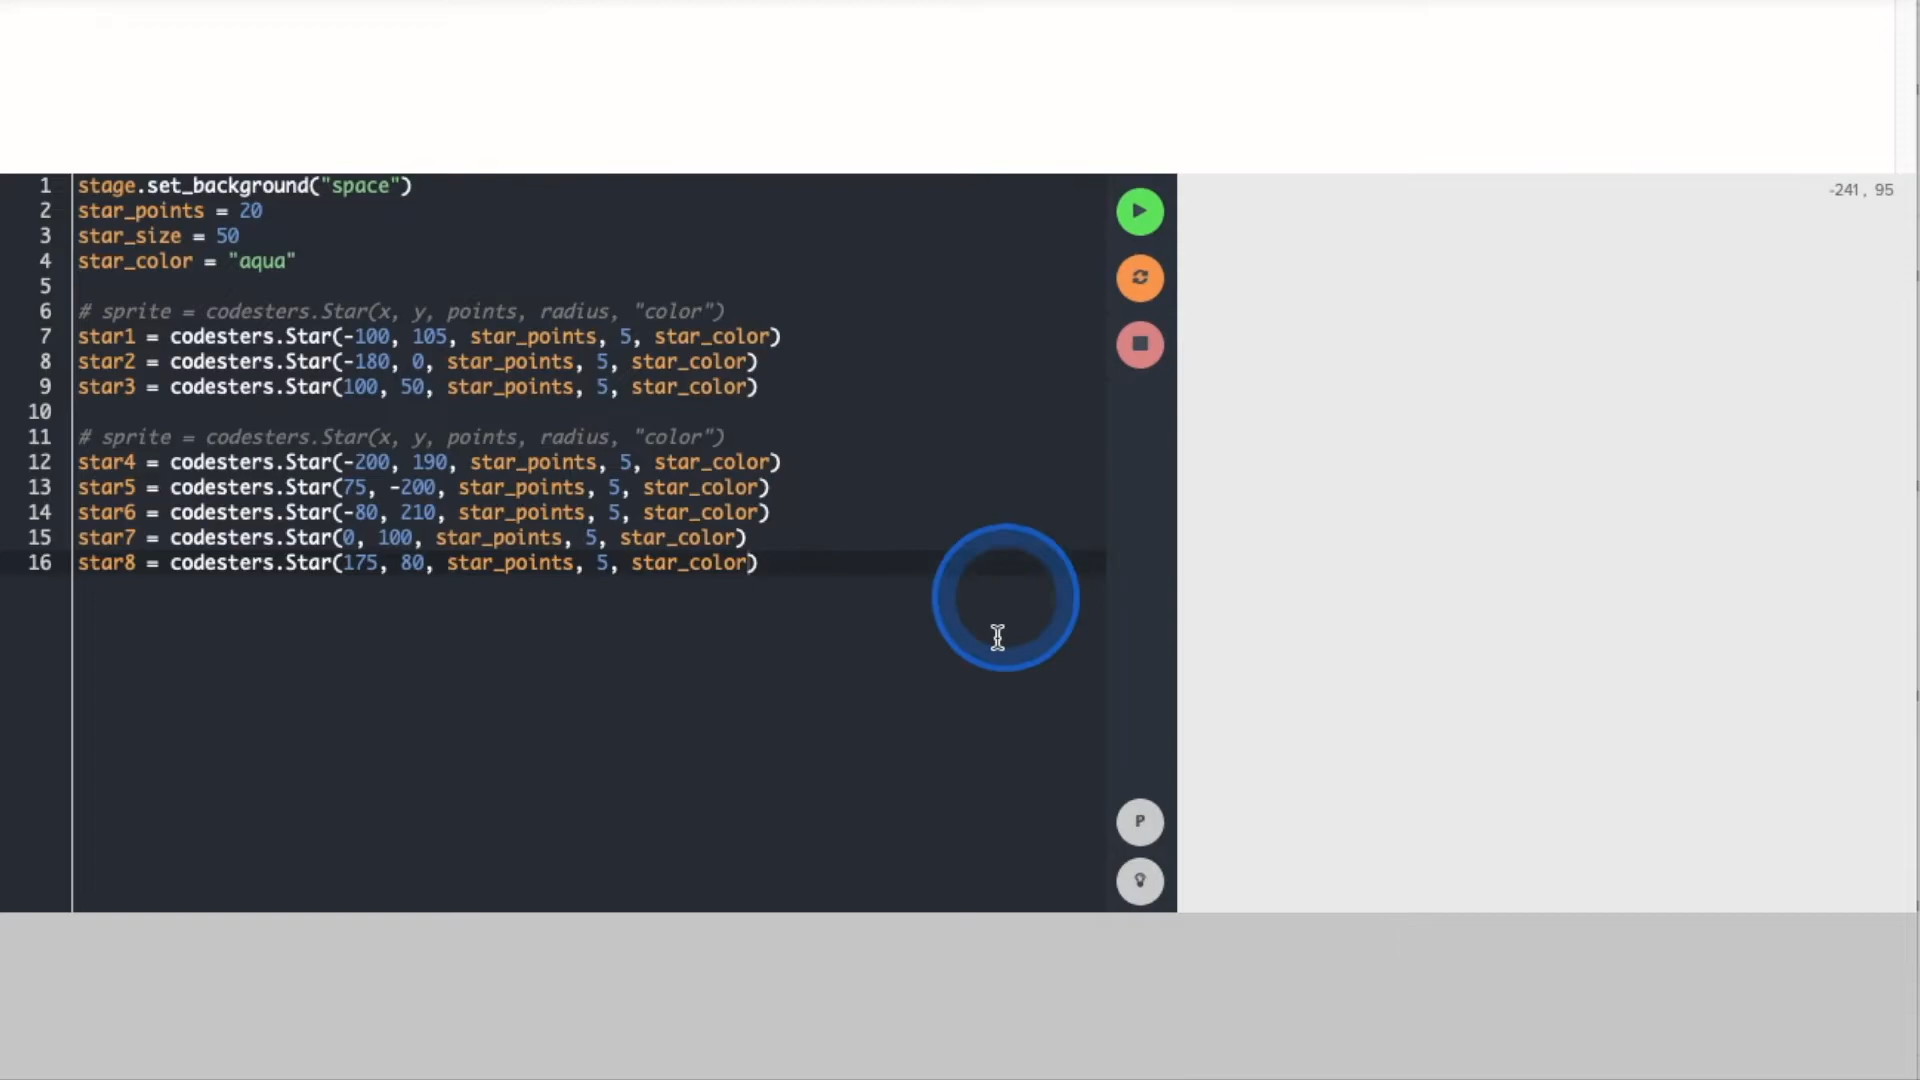 -241, 95
1 stage.set_background("space")
2 star_points = 20
3 star_size = 50
4 star_color = "aqua"
5
6 # sprite = codesters.Star(x, y, points, radius, "color")
7 star1 = codesters.Star(-100, 105, star_points, 5, star_color)
8 star2 = codesters.Star(-180, 0, star_points, 5, star_color)
9 star3 = codesters.Star(100, 50, star_points, 5, star_color)
10
11 # sprite = codesters.Star(x, y, points, radius, "color")
12 star4 = codesters.Star(-200, 190, star_points, 5, star_color)
13 star5 = codesters.Star(75, -200, star_points, 5, star_color)
14 star6 = codesters.Star(-80, 210, star_points, 5, star_color)
15 star7 = codesters.Star(0, 100, star_points, 5, star_color)
16 star8 = codesters.Star(175, 80, star_points, 5, star_color)
P